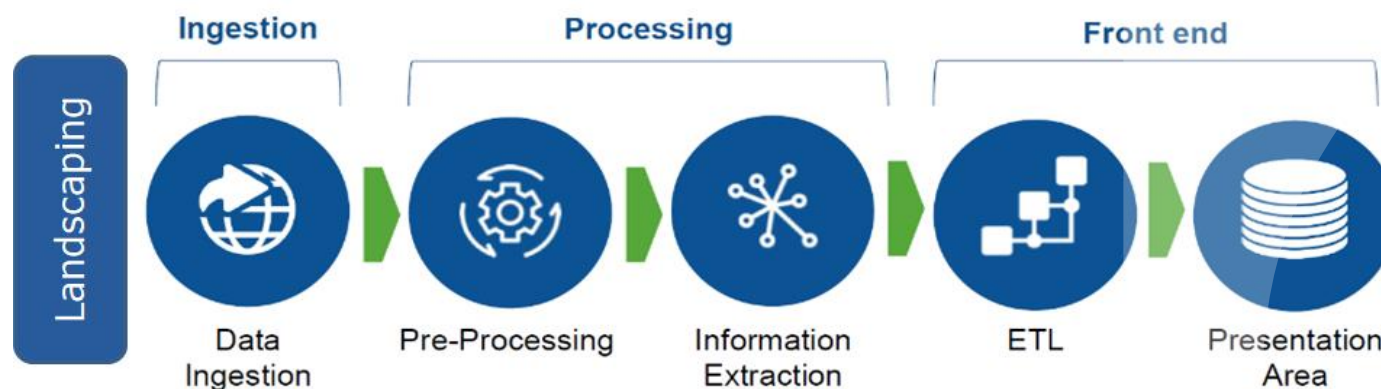 Landscaping
Ingestion
Processing
Front end
Data
Ingestion
Pre-Processing
Information
Extraction
ETL
Presentation
Area